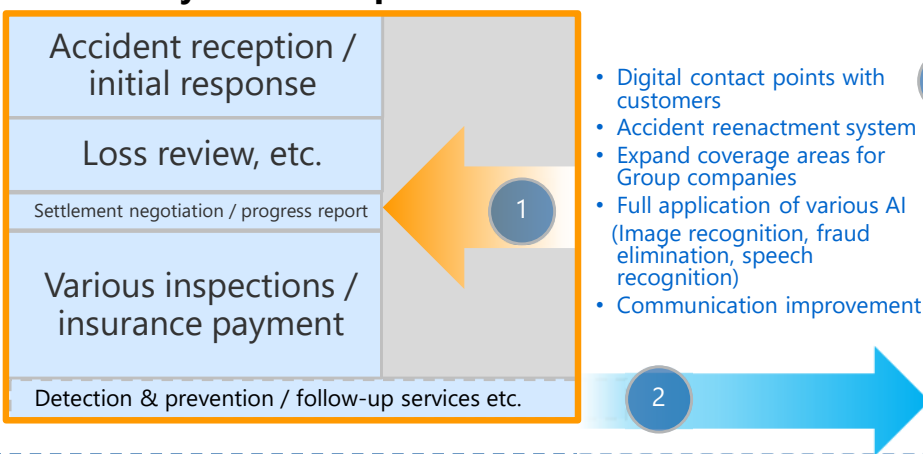 Accident reception /
initial response
Loss review, etc.
Settlement negotiation / progress report
Various inspections /
insurance payment
Detection & prevention / follow-up services etc.
1
• Digital contact points with
customers
• Accident reenactment system
• Expand coverage areas for
Group companies
• Full application of various AI
(Image recognition, fraud
elimination, speech
recognition)
• Communication improvement
2